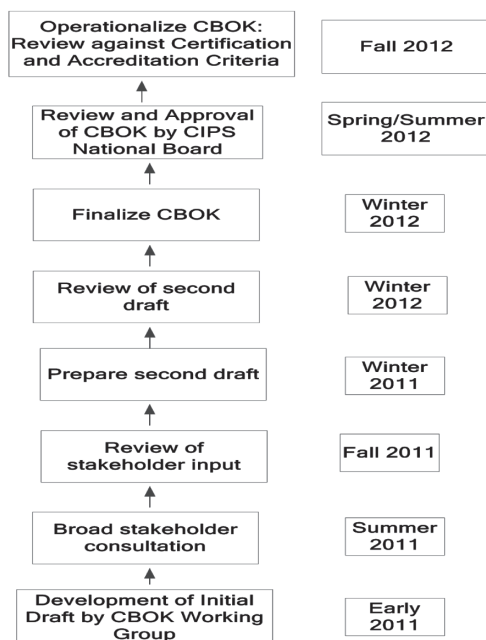 Operationalize CBOK:
Review against Certification
and Accreditation Criteria
Fall 2012
Review and Approval
of CBOK by CIPS
National Board
Spring/Summer
2012
Finalize CBOK
Winter
2012
Review of second
draft
Winter
2012
Prepare second draft
Winter
2011
Review of
stakeholder input
Fall 2011
Broad stakeholder
consultation
Summer
2011
Development of Initial
Draft by CBOK Working
Group
Early
2011